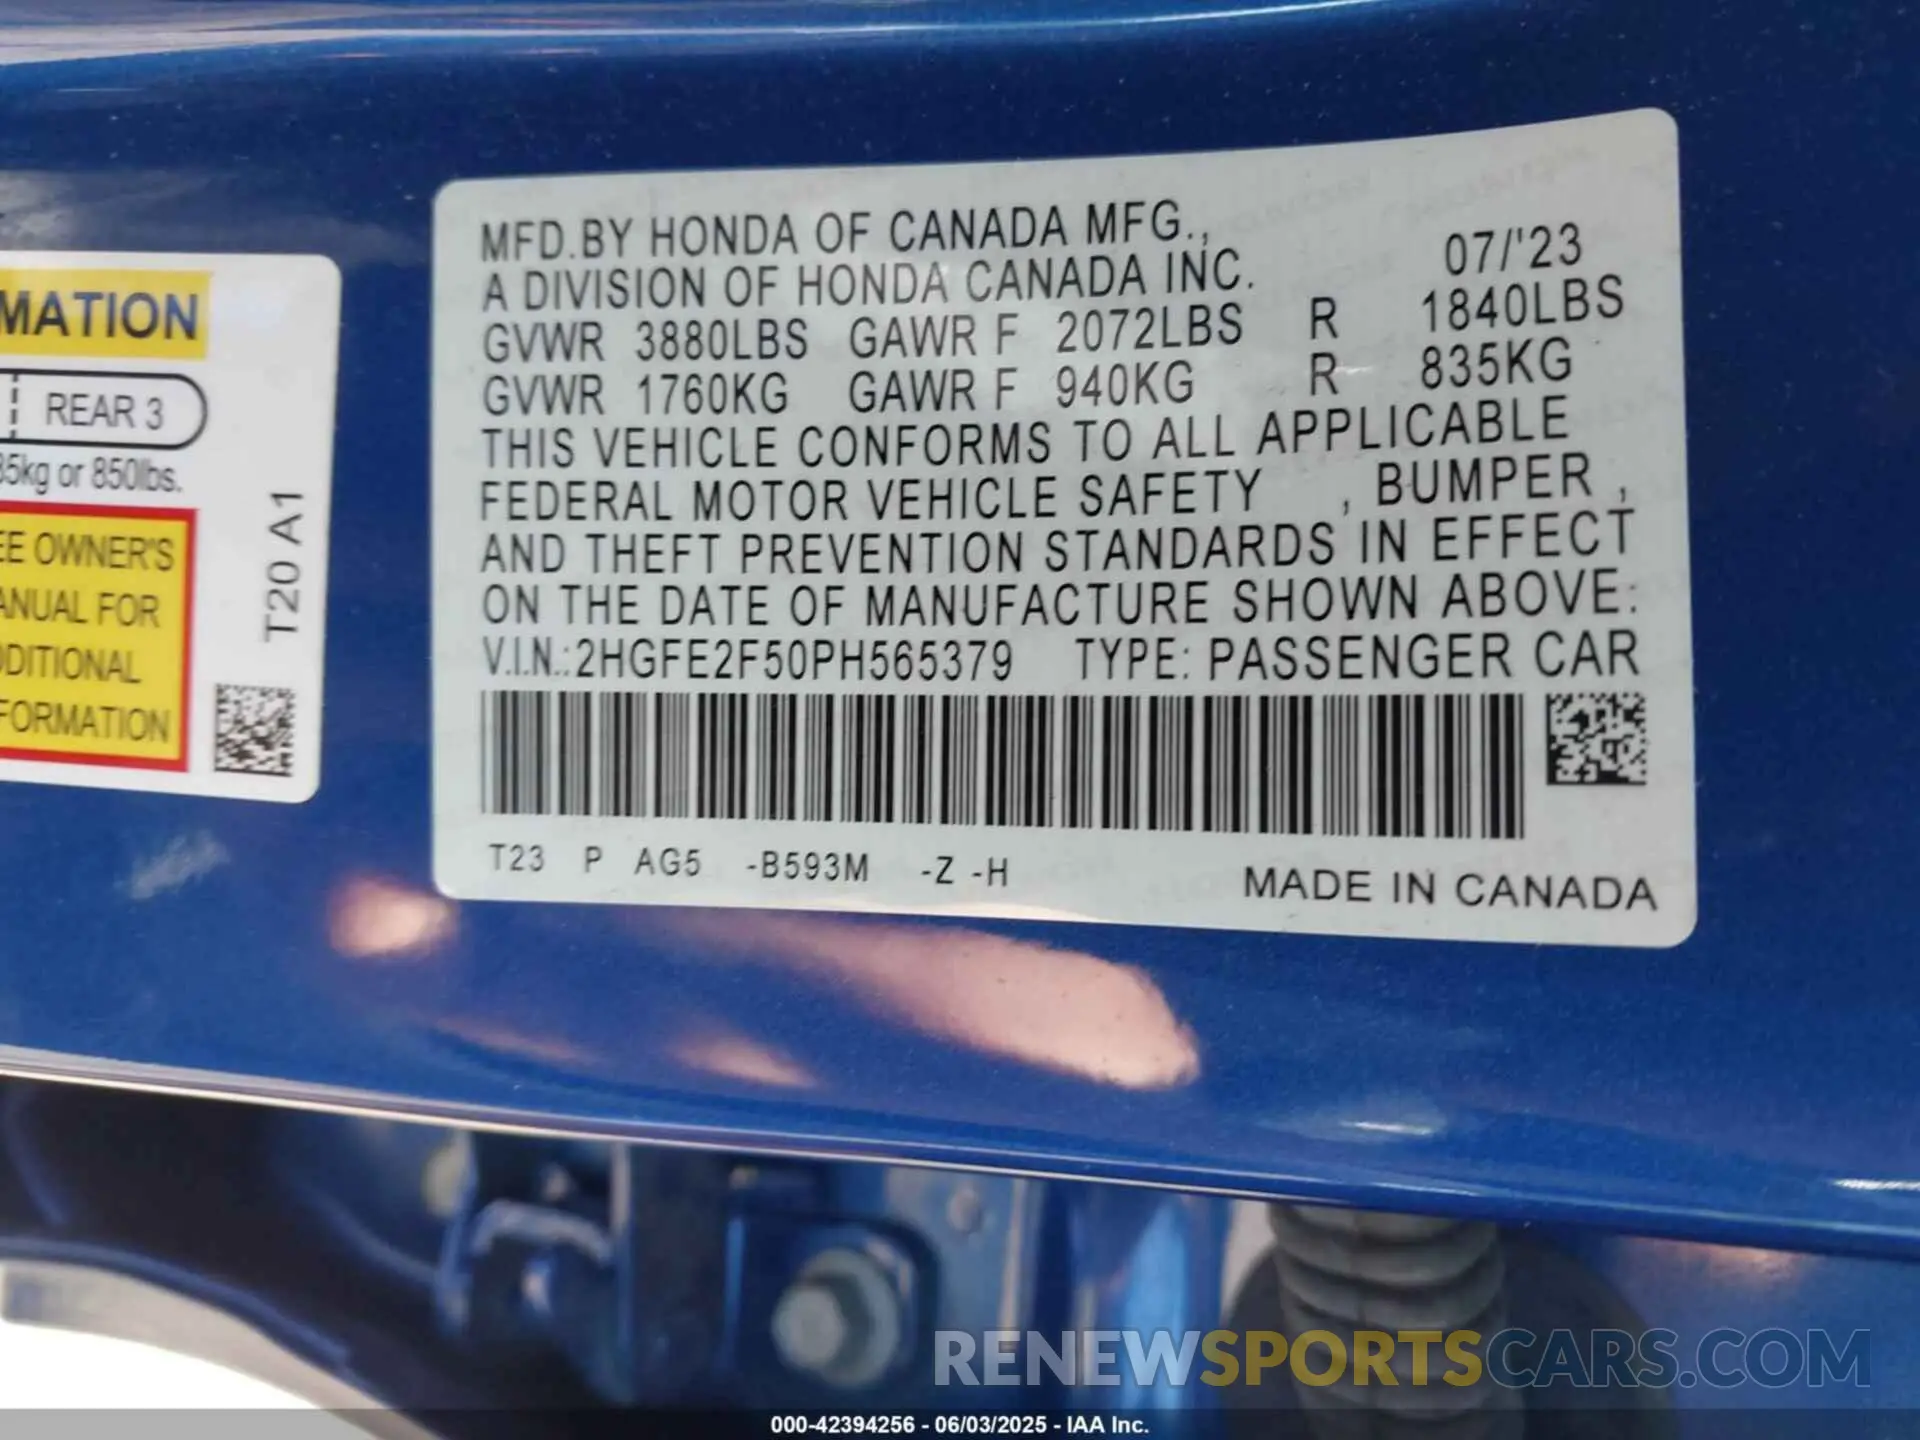 MATION
REAR 3
35kg or 850lbs.
EE OWNER'S
ANUAL FOR
DDITIONAL
FORMATION
T20 A1
MFD.BY HONDA OF CANADA MFG.,
A DIVISION OF HONDA CANADA INC. 07/'23
GVWR 3880LBS GAWR F 2072LBS R 1840LBS
GVWR 1760KG GAWR F 940KG R 835KG
THIS VEHICLE CONFORMS TO ALL APPLICABLE
FEDERAL MOTOR VEHICLE SAFETY , BUMPER ,
AND THEFT PREVENTION STANDARDS IN EFFECT
ON THE DATE OF MANUFACTURE SHOWN ABOVE:
V.I.N.:2HGFE2F50PH565379 TYPE: PASSENGER CAR
T23 P AG5 -B593M -Z -H
MADE IN CANADA
RENEWSPORTSCARS.COM
000-42394256 - 06/03/2025 - IAA Inc.